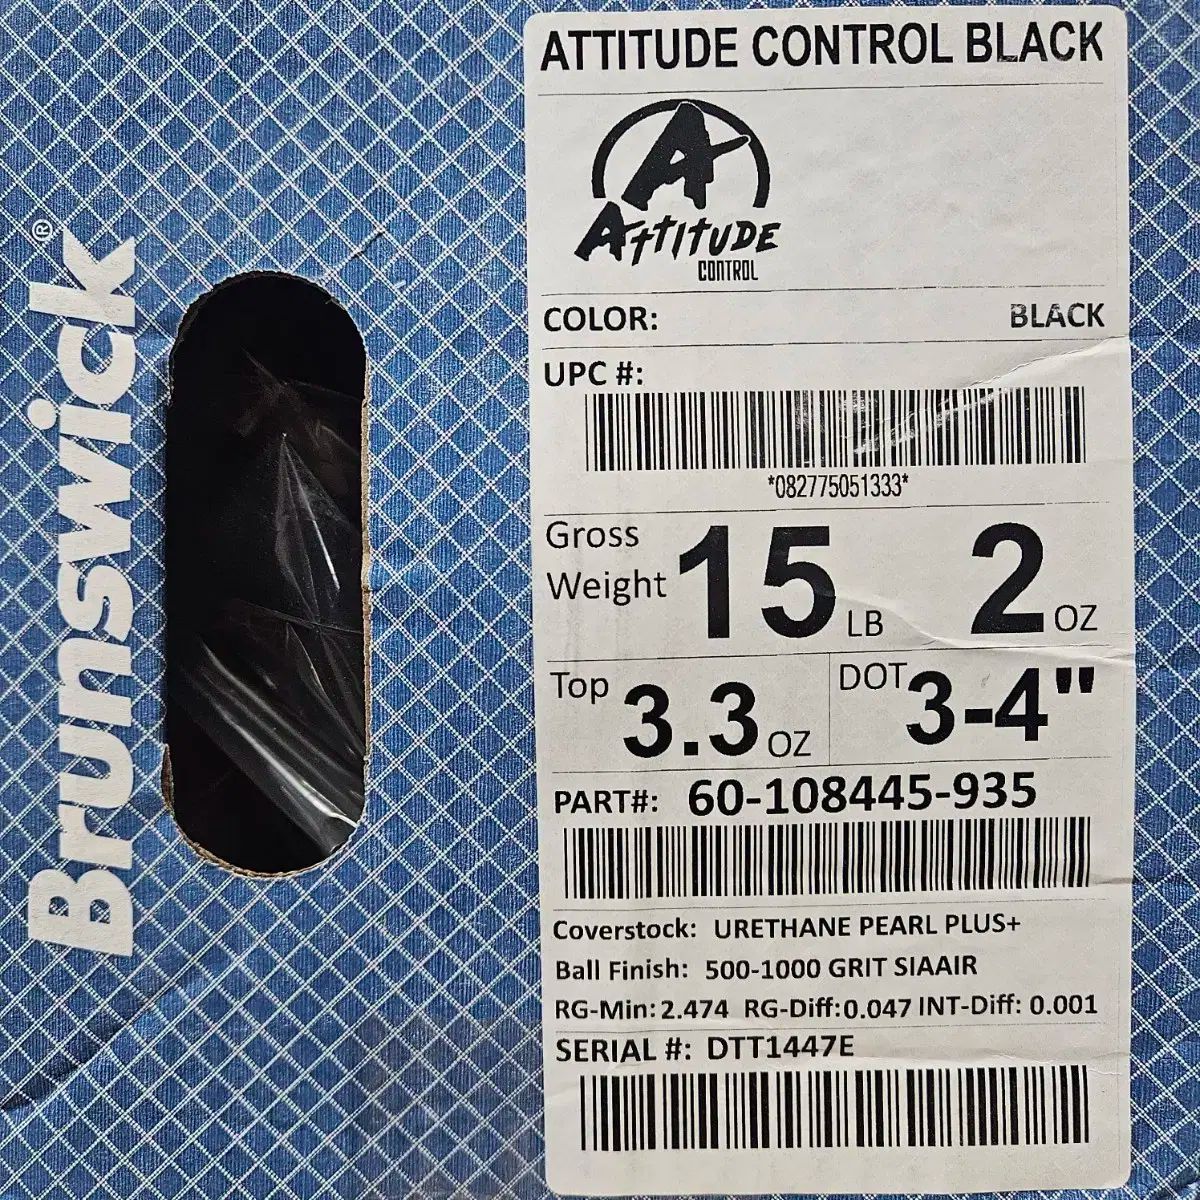 Brunswick®
ATTITUDE CONTROL BLACK
A
ATTITUDE
CONTROL
COLOR: BLACK
UPC #:
*082775051333*
Gross Weight 15 LB 2 OZ
Top 3.3 OZ DOT 3-4"
PART#: 60-108445-935
Coverstock: URETHANE PEARL PLUS+
Ball Finish: 500-1000 GRIT SIAAIR
RG-Min: 2.474 RG-Diff: 0.047 INT-Diff: 0.001
SERIAL #: DTT1447E